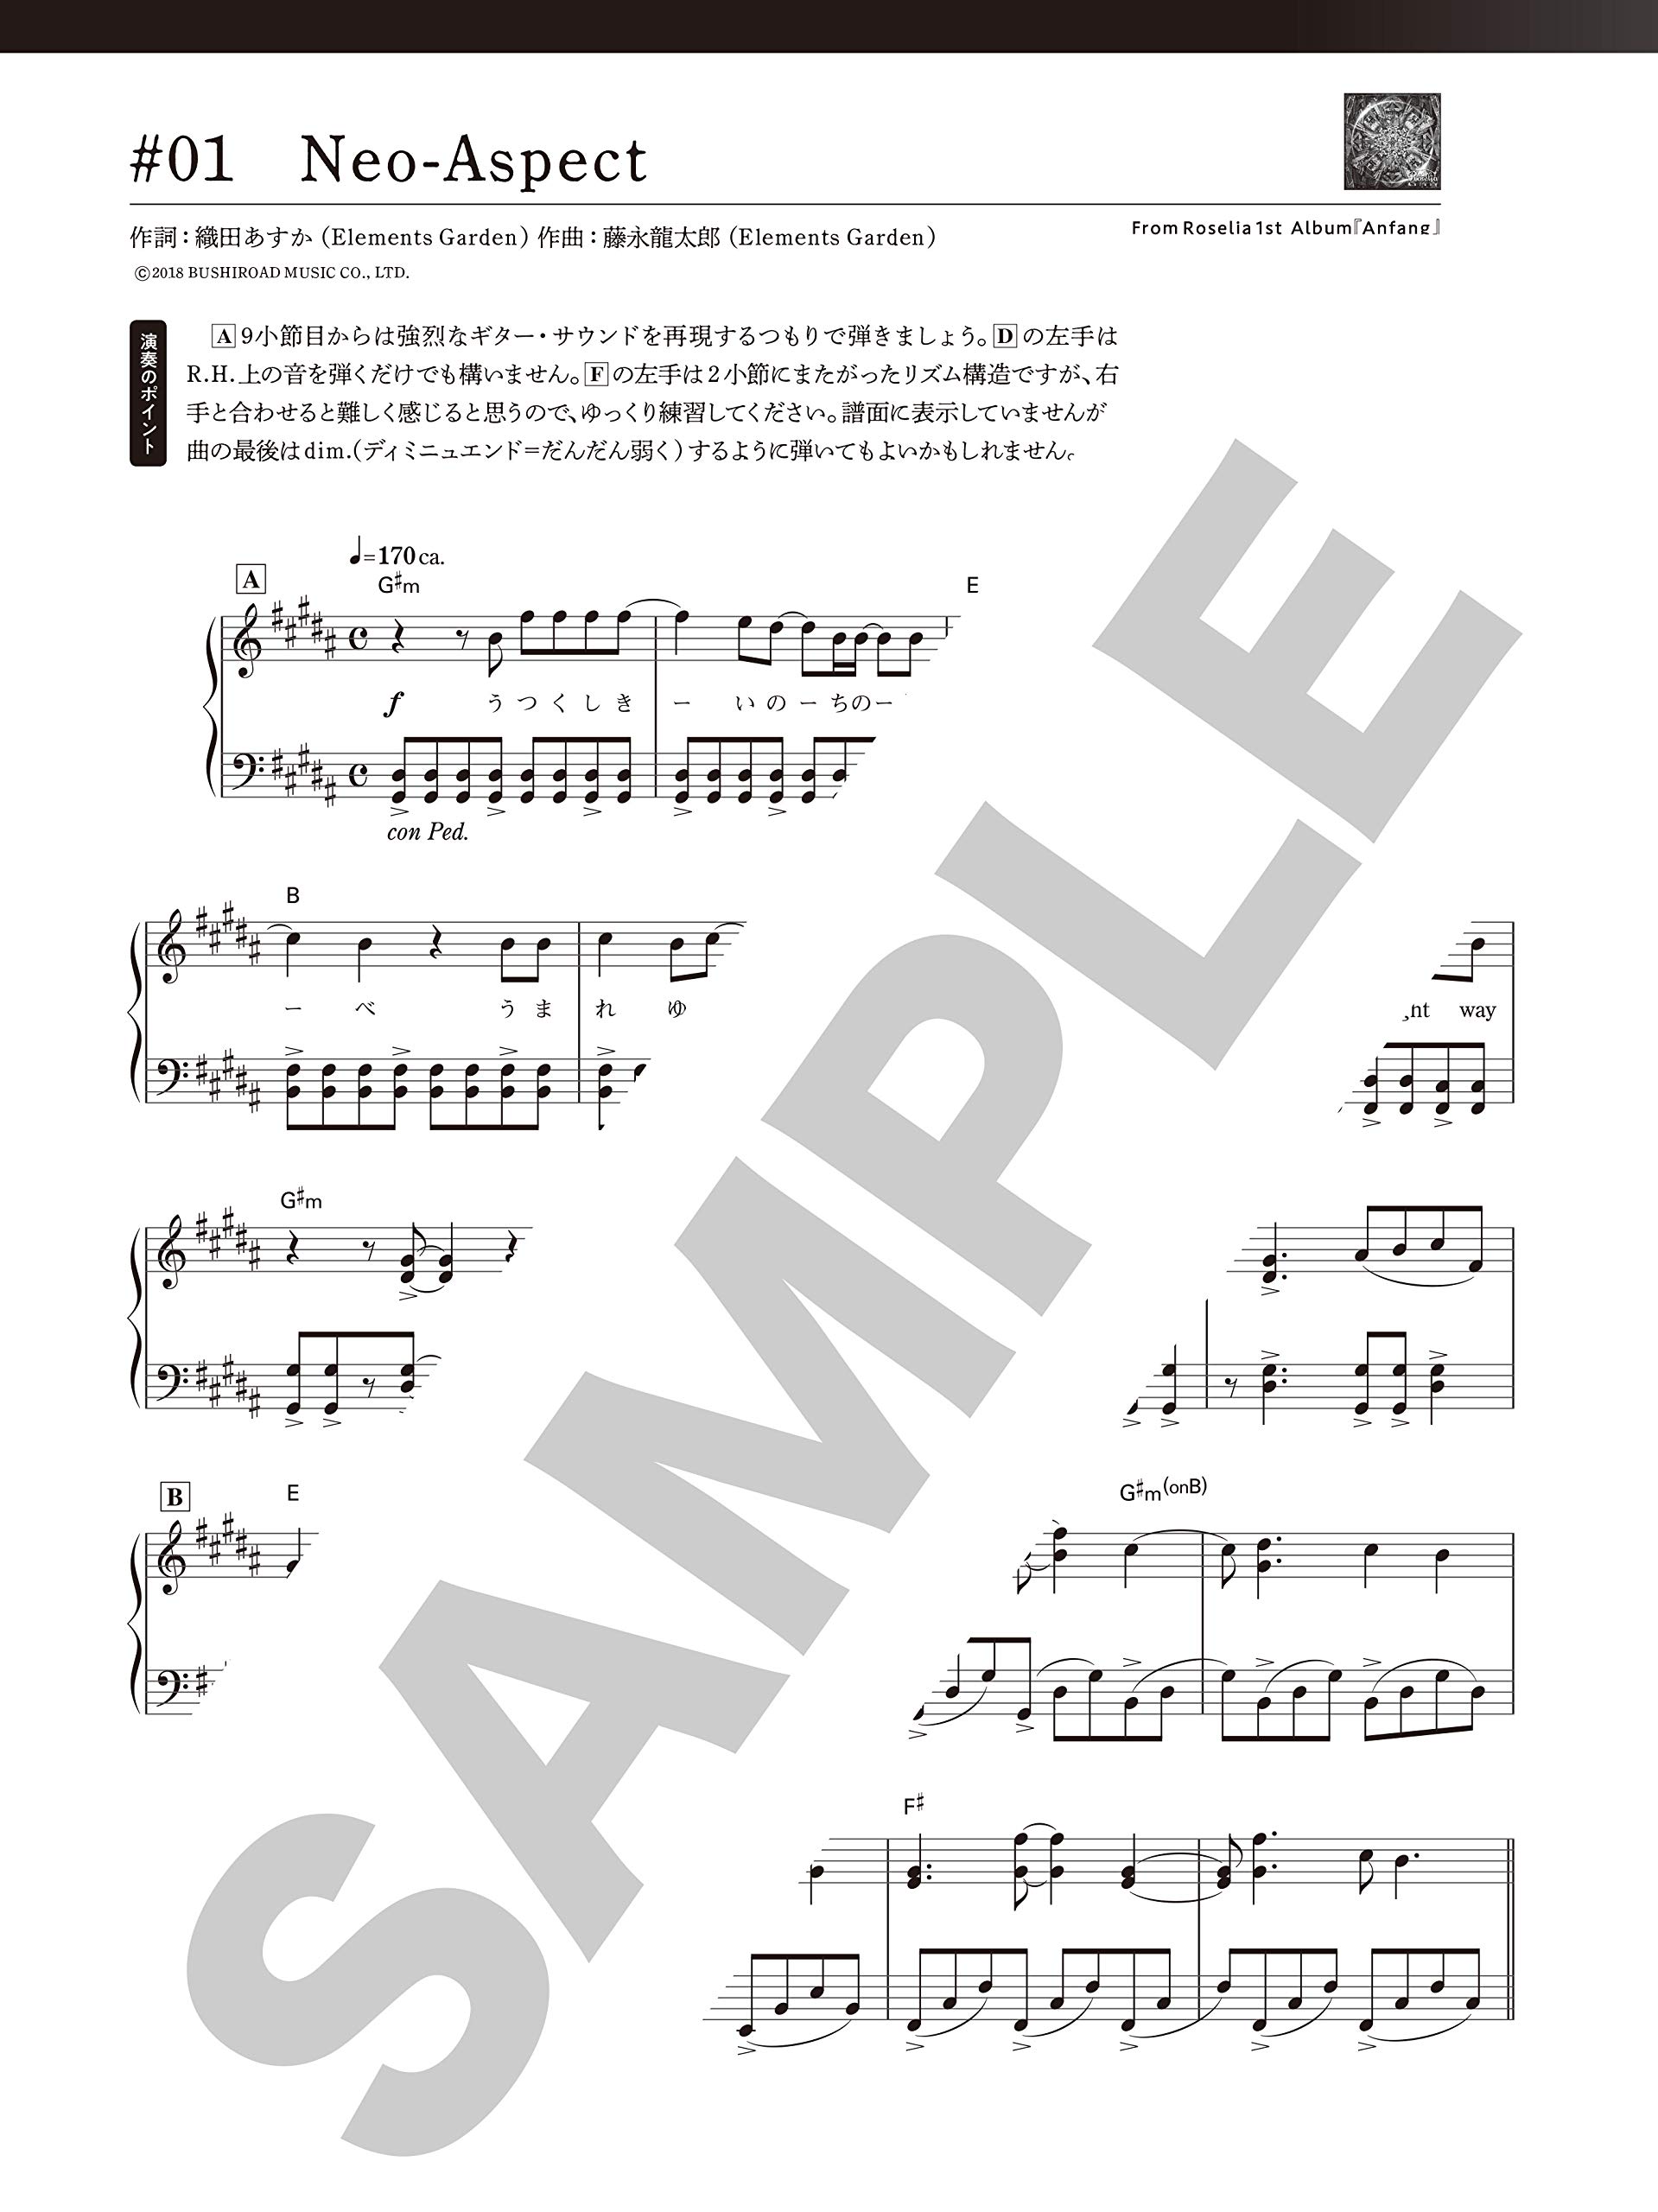 #01 Neo-Aspect
作詞：織田あすか（Elements Garden）作曲：藤永龍太郎（Elements Garden）
From Roselia 1st Album『Anfang』
©2018 BUSHIROAD MUSIC CO., LTD.
演奏のポイント
A 9小節目からは強烈なギター・サウンドを再現するつもりで弾きましょう。D の左手は
R.H.上の音を弾くだけでも構いません。F の左手は2小節にまたがったリズム構造ですが、右
手と合わせると難しく感じると思うので、ゆっくり練習してください。譜面に表示していませんが
曲の最後はdim.（ディミニュエンド＝だんだん弱く）するように弾いてもよいかもしれません。
♩=170 ca.
A
G♯m E
f うつくしきー いのーちのー
con Ped.
B
ーべ うまれ ゆ nt way
G♯m
B E G♯m(onB)
F♯
SAMPLE